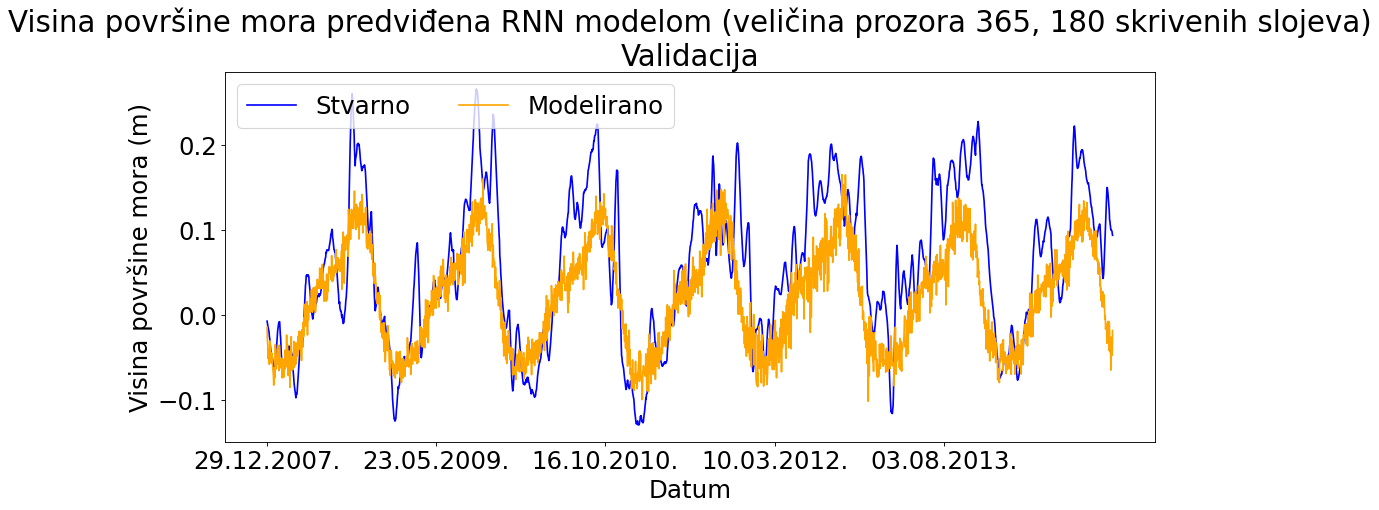 Visina površine mora predviđena RNN modelom (veličina prozora 365, 180 skrivenih slojeva)
Validacija
Stvarno
Modelirano
Visina površine mora (m)
0.2
0.1
0.0
−0.1
29.12.2007.
23.05.2009.
16.10.2010.
10.03.2012.
03.08.2013.
Datum